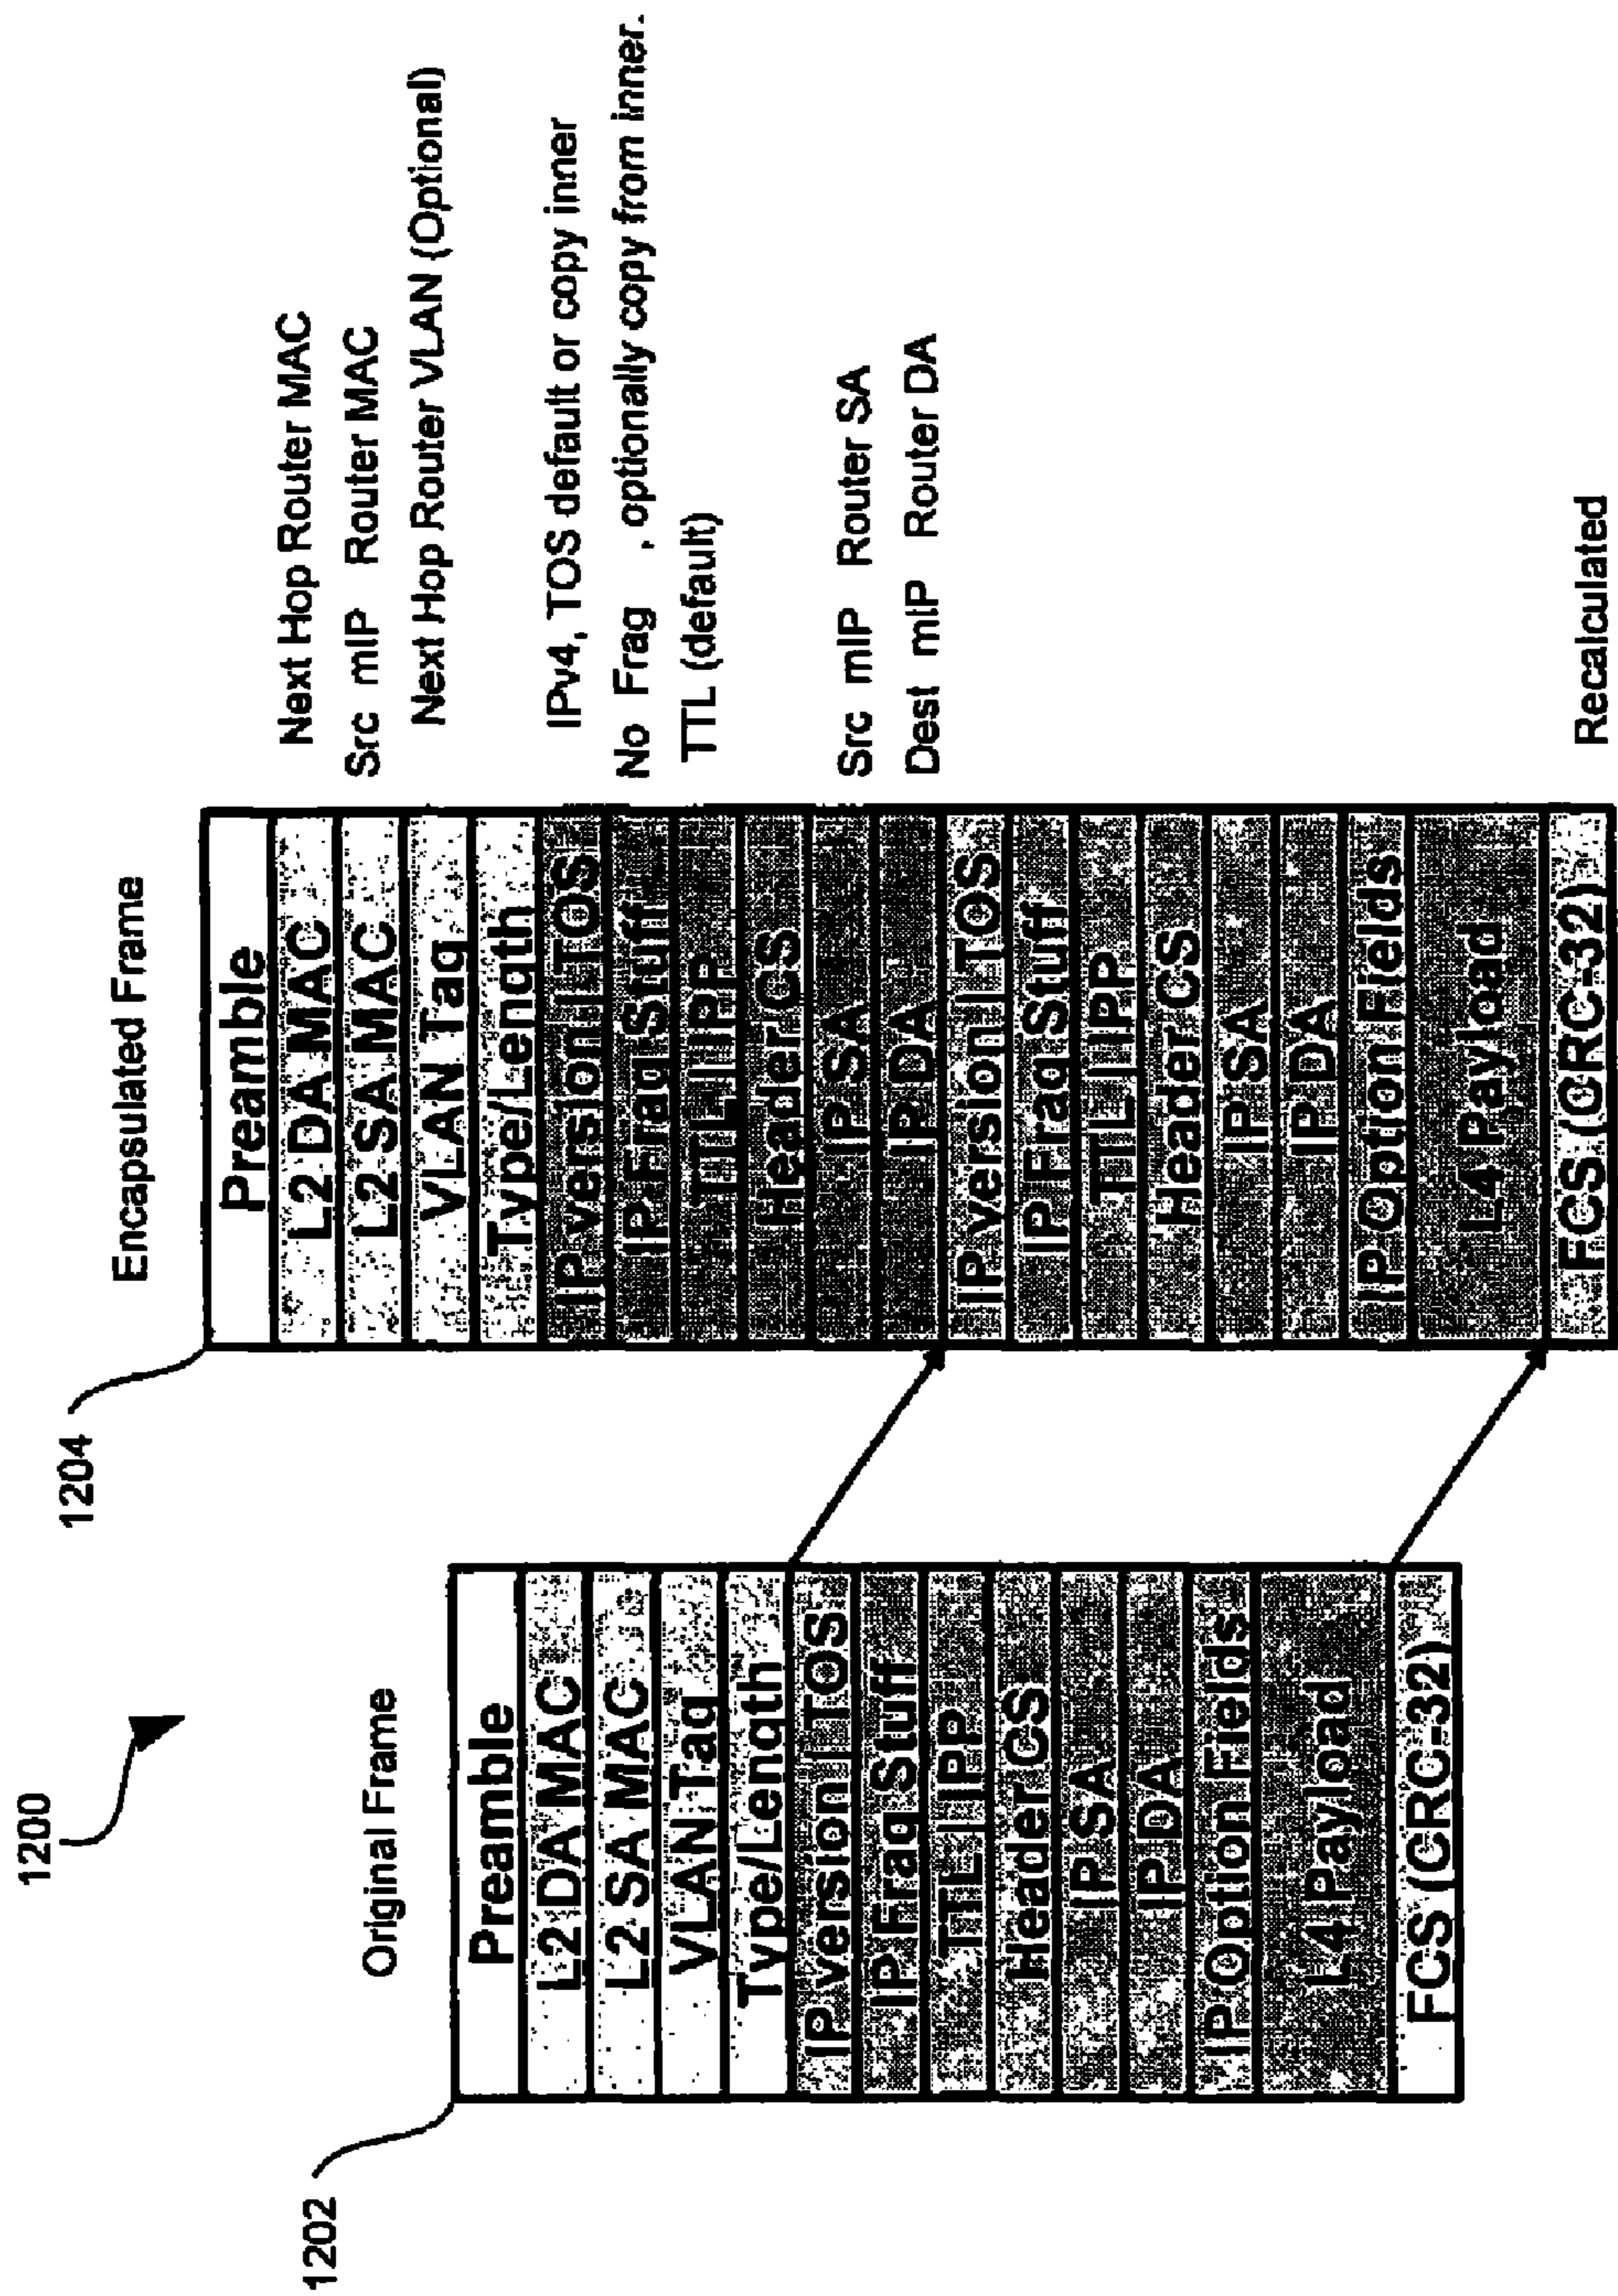 1200
1202
Original Frame
Preamble
L2 DA MAC
L2 SA MAC
VLAN Tag
Type/Length
IP version | TOS
IP Frag Stuff
TTL | IPP
Header CS
IP SA
IP DA
IP Option Fields
L4 Payload
FCS (CRC-32)
1204
Encapsulated Frame
Preamble
L2 DA MAC
L2 SA MAC
VLAN Tag
Type/Length
IP version | TOS
IP Frag Stuff
TTL | IPP
Header CS
IP SA
IP DA
IP version | TOS
IP Frag Stuff
TTL | IPP
Header CS
IP SA
IP DA
IP Option Fields
L4 Payload
FCS (CRC-32)
Next Hop Router MAC
Src mIP Router MAC
Next Hop Router VLAN (Optional)
IPv4, TOS default or copy inner
No Frag , optionally copy from inner.
TTL (default)
Src mIP Router SA
Dest mIP Router DA
Recalculated